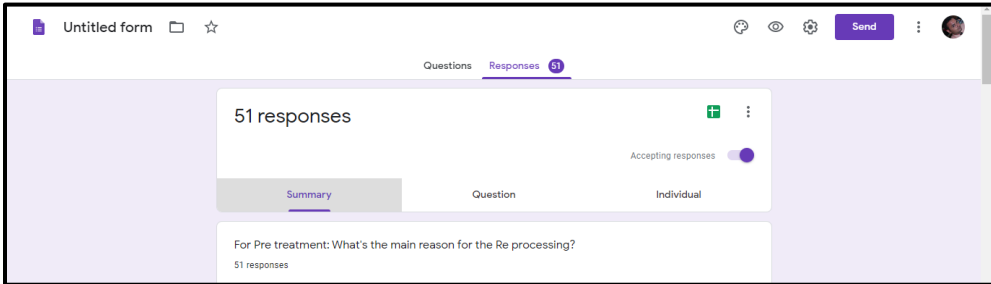 Untitled form
Send
Questions Responses 51
51 responses
Accepting responses
Summary Question Individual
For Pre treatment: What's the main reason for the Re processing?
51 responses